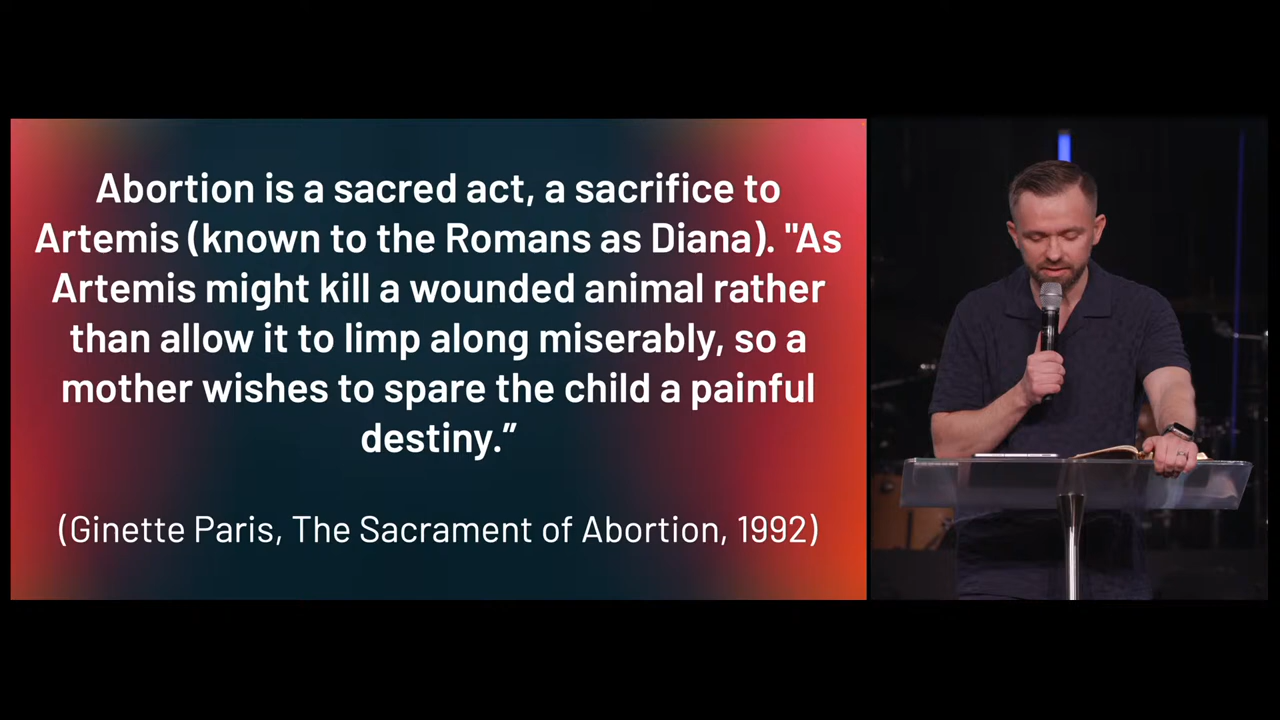 Abortion is a sacred act, a sacrifice to
Artemis (known to the Romans as Diana). "As
Artemis might kill a wounded animal rather
than allow it to limp along miserably, so a
mother wishes to spare the child a painful
destiny.”
(Ginette Paris, The Sacrament of Abortion, 1992)